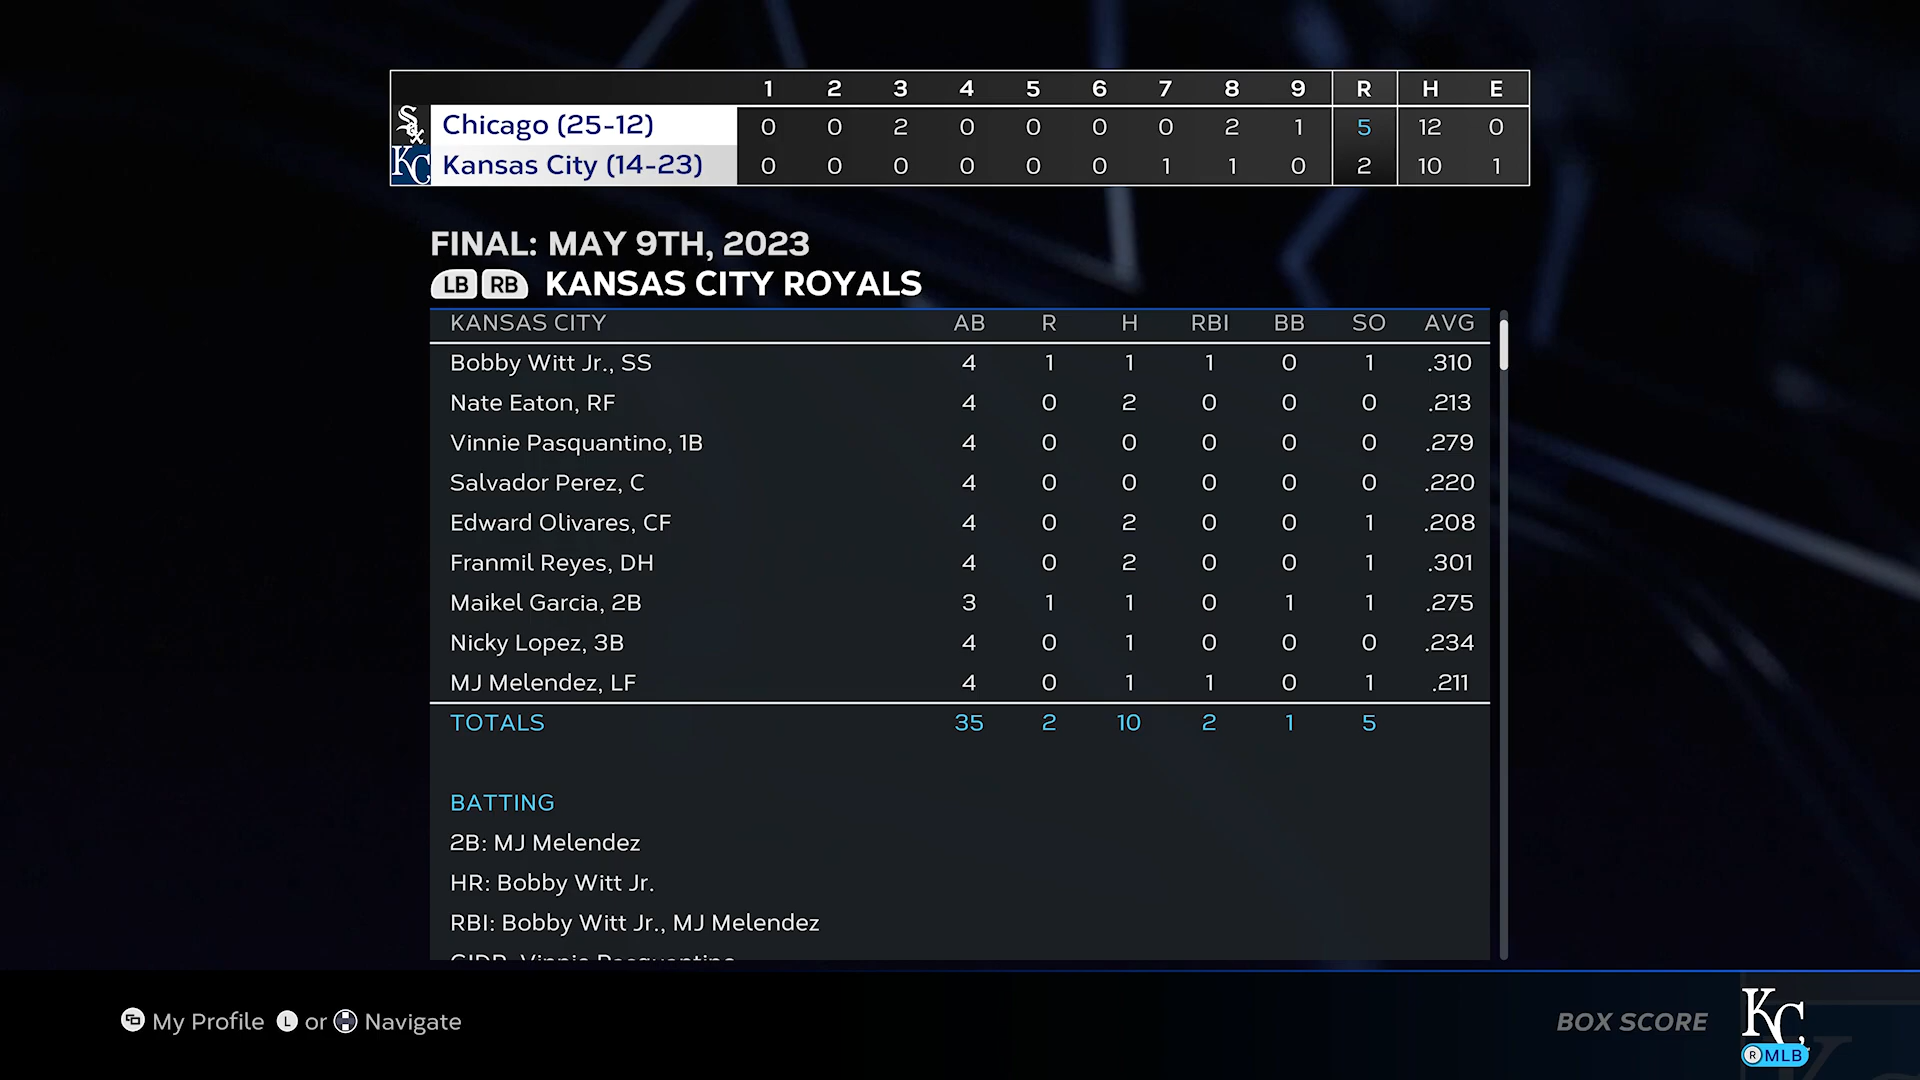 1 2 3 4 5 6 7 8 9 R H E
Sox Chicago (25-12) 0 0 2 0 0 0 0 2 1 5 12 0
KC Kansas City (14-23) 0 0 0 0 0 0 1 1 0 2 10 1
FINAL: MAY 9TH, 2023
LB RB KANSAS CITY ROYALS
KANSAS CITY AB R H RBI BB SO AVG
Bobby Witt Jr., SS 4 1 1 1 0 1 .310
Nate Eaton, RF 4 0 2 0 0 0 .213
Vinnie Pasquantino, 1B 4 0 0 0 0 0 .279
Salvador Perez, C 4 0 0 0 0 0 .220
Edward Olivares, CF 4 0 2 0 0 1 .208
Franmil Reyes, DH 4 0 2 0 0 1 .301
Maikel Garcia, 2B 3 1 1 0 1 1 .275
Nicky Lopez, 3B 4 0 1 0 0 0 .234
MJ Melendez, LF 4 0 1 1 0 1 .211
TOTALS 35 2 10 2 1 5
BATTING
2B: MJ Melendez
HR: Bobby Witt Jr.
RBI: Bobby Witt Jr., MJ Melendez
GIDP: Vinnie Pasquantino
My Profile L or Navigate
BOX SCORE KC
R MLB